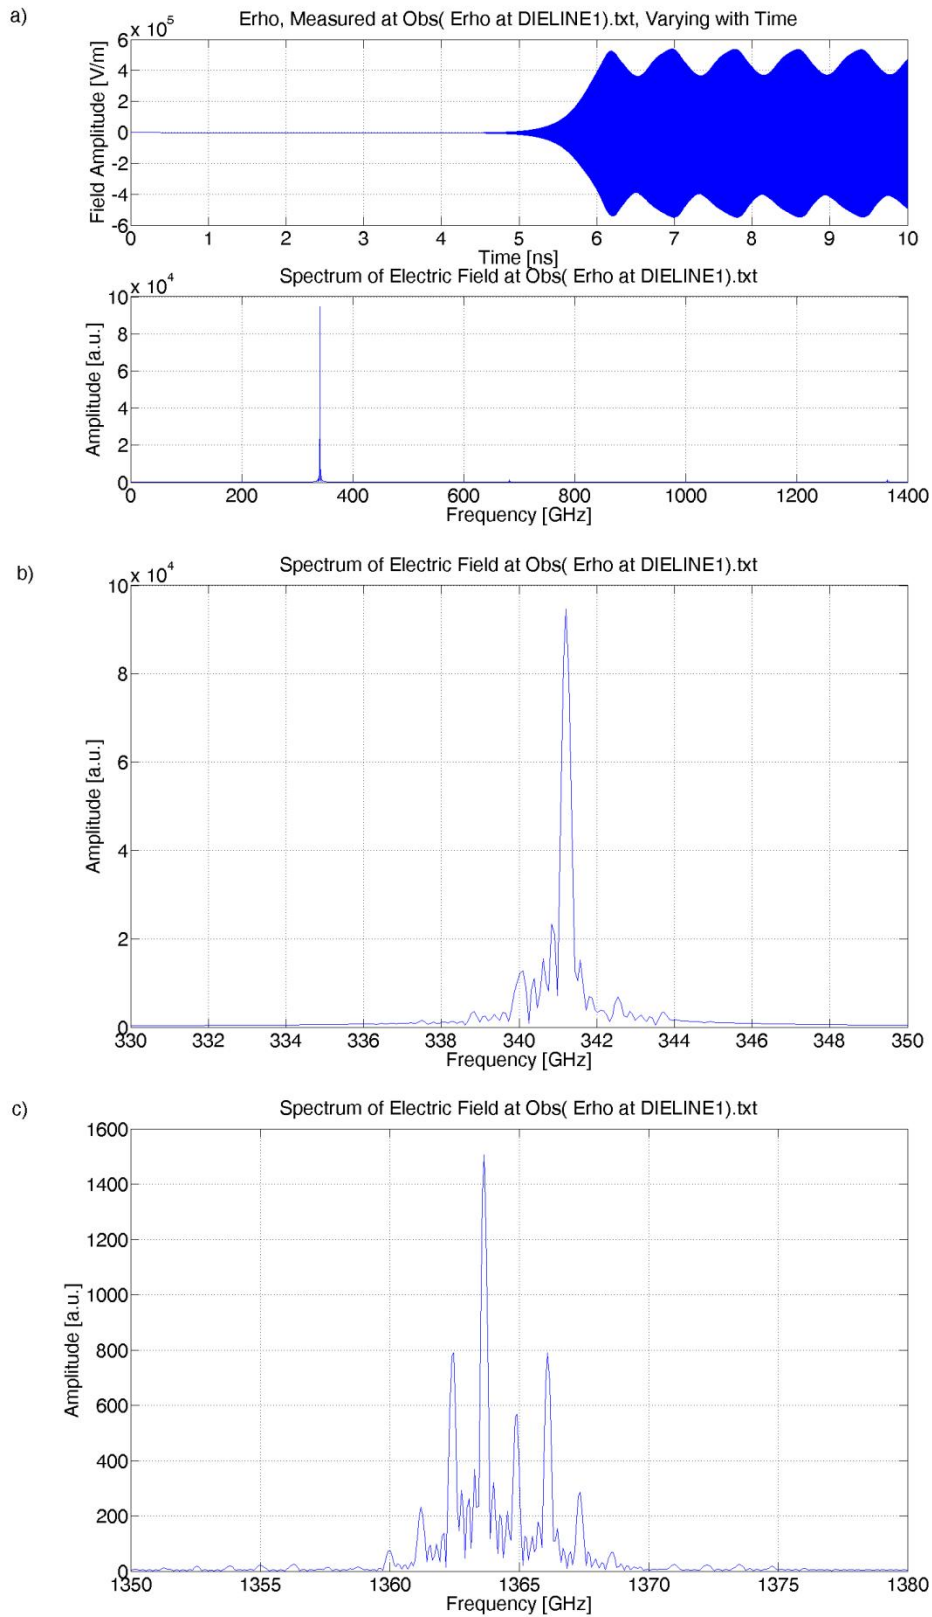 a)
Erho, Measured at Obs( Erho at DIELINE1).txt, Varying with Time
x 10^5
6
4
2
0
-2
-4
-6
Field Amplitude [V/m]
0 1 2 3 4 5 6 7 8 9 10
Time [ns]
Spectrum of Electric Field at Obs( Erho at DIELINE1).txt
x 10^4
10
8
6
4
2
0
Amplitude [a.u.]
0 200 400 600 800 1000 1200 1400
Frequency [GHz]
b)
Spectrum of Electric Field at Obs( Erho at DIELINE1).txt
x 10^4
10
8
6
4
2
0
Amplitude [a.u.]
330 332 334 336 338 340 342 344 346 348 350
Frequency [GHz]
c)
Spectrum of Electric Field at Obs( Erho at DIELINE1).txt
1600
1400
1200
1000
800
600
400
200
0
Amplitude [a.u.]
1350 1355 1360 1365 1370 1375 1380
Frequency [GHz]